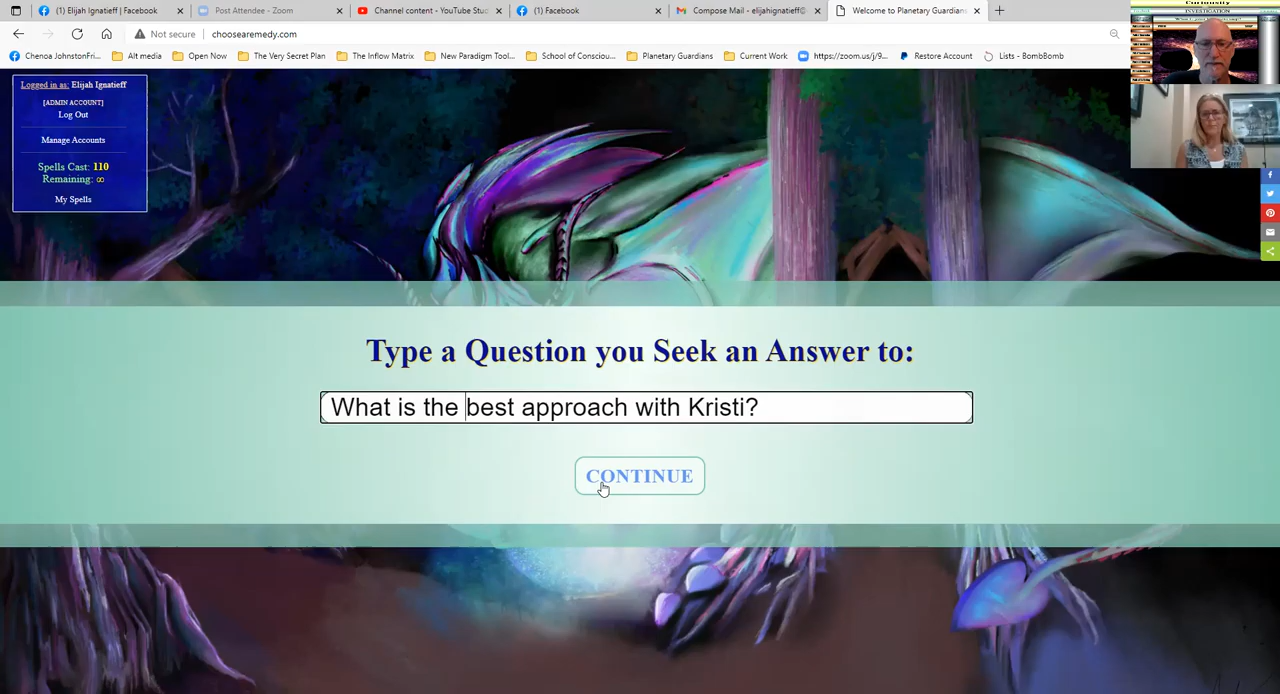 (1) Elijah Ignatieff | Facebook
Post Attendee - Zoom
Channel content - YouTube Stud
(1) Facebook
Compose Mail - elijahignatieff@
Welcome to Planetary Guardians
Not secure
choosearemedy.com
Chenoa JohnstonFri...
Alt media
Open Now
The Very Secret Plan
The Inflow Matrix
New Paradigm Tool...
School of Consciou...
Planetary Guardians
Current Work
https://zoom.us/j/9...
Restore Account
Lists - BombBomb
Curiousity
INVESTIGATION
Logged in as: Elijah Ignatieff
[ADMIN ACCOUNT]
Log Out
Manage Accounts
Spells Cast: 110
Remaining: ∞
My Spells
Type a Question you Seek an Answer to:
What is the best approach with Kristi?
CONTINUE